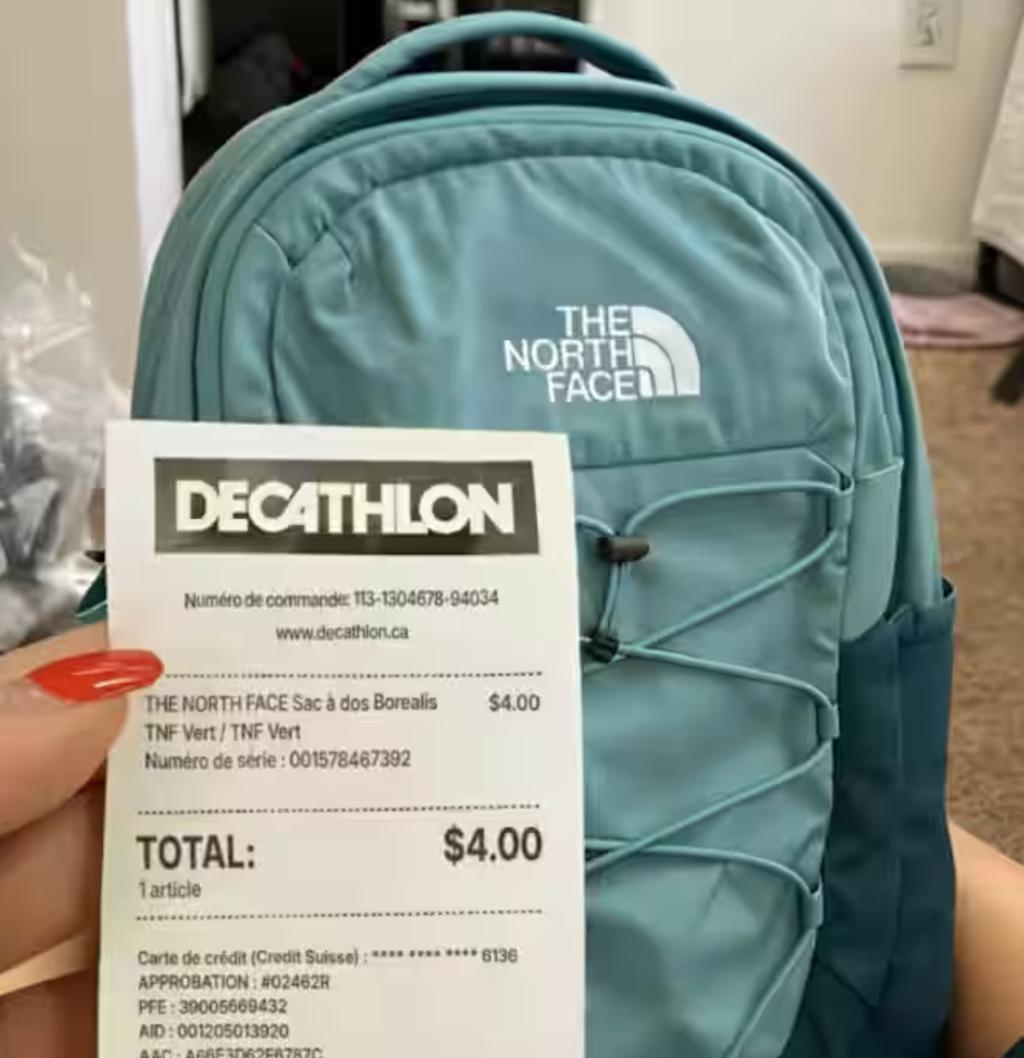 THE
NORTH
FACE
DECATHLON
Numéro de commande: 113-1304678-94034
www.decathlon.ca
THE NORTH FACE Sac à dos Borealis $4.00
TNF Vert / TNF Vert
Numéro de série : 001578467392
TOTAL: $4.00
1 article
Carte de crédit (Credit Suisse) : **** **** **** 6136
APPROBATION : #02462R
PFE : 39005669432
AID : 001205013920
AAC : A66F3D62F6787C